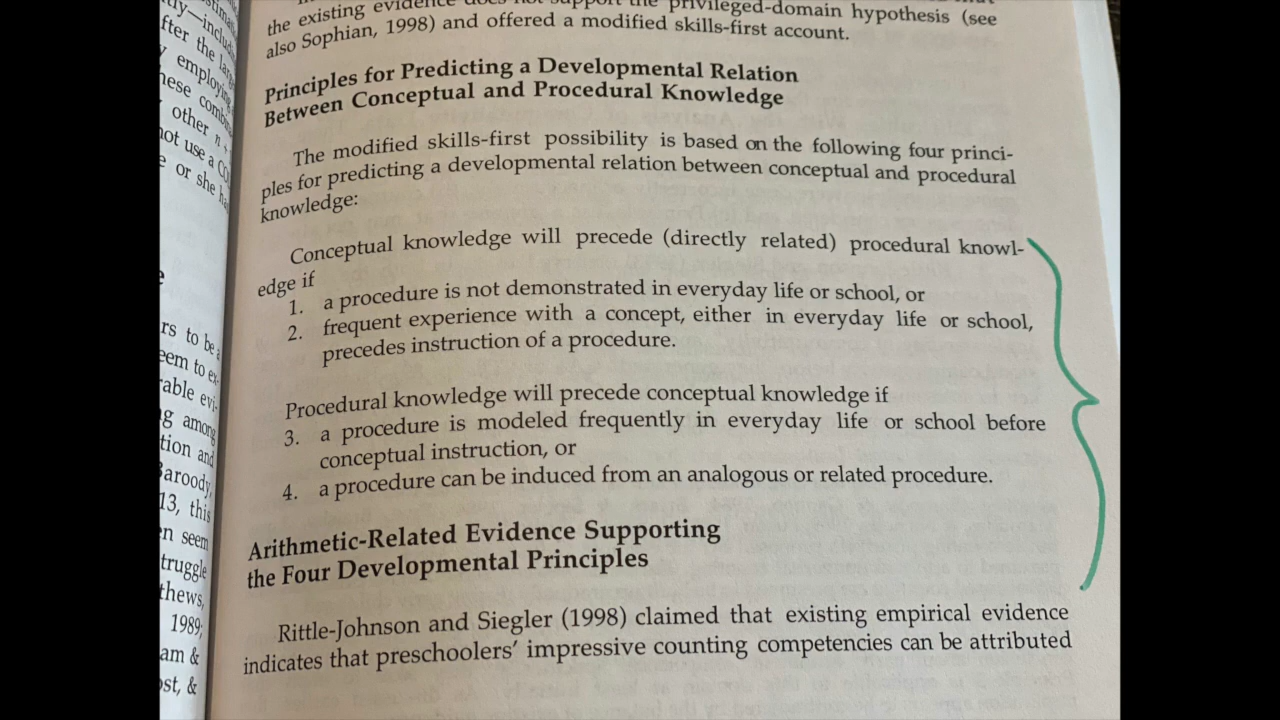 the existing evidence does not support the privileged-domain hypothesis (see
also Sophian, 1998) and offered a modified skills-first account.
Principles for Predicting a Developmental Relation
Between Conceptual and Procedural Knowledge
The modified skills-first possibility is based on the following four princi-
ples for predicting a developmental relation between conceptual and procedural
knowledge:
Conceptual knowledge will precede (directly related) procedural knowl-
edge if
1. a procedure is not demonstrated in everyday life or school, or
2. frequent experience with a concept, either in everyday life or school,
precedes instruction of a procedure.
Procedural knowledge will precede conceptual knowledge if
3. a procedure is modeled frequently in everyday life or school before
conceptual instruction, or
4. a procedure can be induced from an analogous or related procedure.
Arithmetic-Related Evidence Supporting
the Four Developmental Principles
Rittle-Johnson and Siegler (1998) claimed that existing empirical evidence
indicates that preschoolers' impressive counting competencies can be attributed